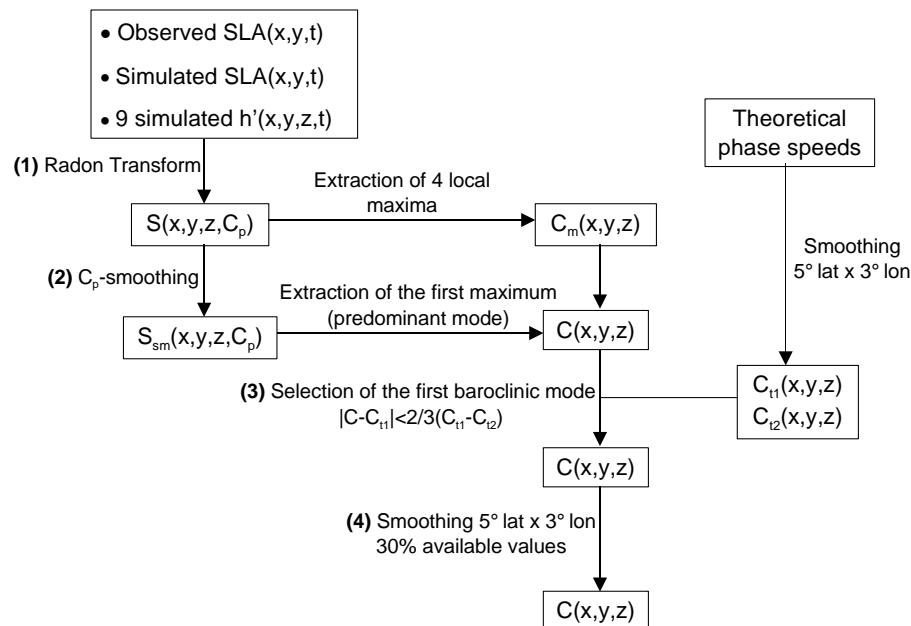 • Observed SLA(x,y,t)
• Simulated SLA(x,y,t)
• 9 simulated h'(x,y,z,t)
Theoretical
phase speeds
(1) Radon Transform
Extraction of 4 local
maxima
S(x,y,z,Cp)
Cm(x,y,z)
Smoothing
5° lat x 3° lon
(2) Cp-smoothing
Extraction of the first maximum
(predominant mode)
Ssm(x,y,z,Cp)
C(x,y,z)
Ct1(x,y,z)
Ct2(x,y,z)
(3) Selection of the first baroclinic mode
|C-Ct1|<2/3(Ct1-Ct2)
C(x,y,z)
(4) Smoothing 5° lat x 3° lon
30% available values
C(x,y,z)